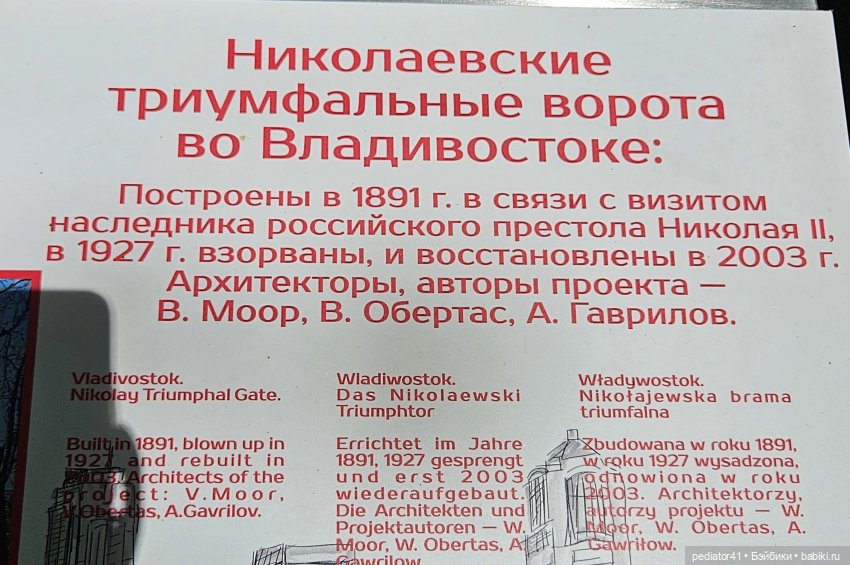 Николаевские
триумфальные ворота
во Владивостоке:
Построены в 1891 г. в связи с визитом
наследника российского престола Николая II,
в 1927 г. взорваны, и восстановлены в 2003 г.
Архитекторы, авторы проекта —
В. Моор, В. Обертас, А. Гаврилов.
Vladivostok.
Nikolay Triumphal Gate.
Built in 1891, blown up in
1927 and rebuilt in
2003. Architects of the
project: V.Moor,
V.Obertas, A.Gavrilov.
Wladiwostok.
Das Nikolaewski
Triumphtor
Errichtet im Jahre
1891, 1927 gesprengt
und erst 2003
wiederaufgebaut.
Die Architekten und
Projektautoren — W.
Moor, W. Obertas, A.
Gawrilow.
Władywostok.
Nikołajewska brama
triumfalna
Zbudowana w roku 1891,
w roku 1927 wysadzona,
odnowiona w roku
2003. Architektorzy,
autorzy projektu — W.
Moor, W. Obertas, A.
Gawriłow.
pediator41 • Бэйбики • babiki.ru